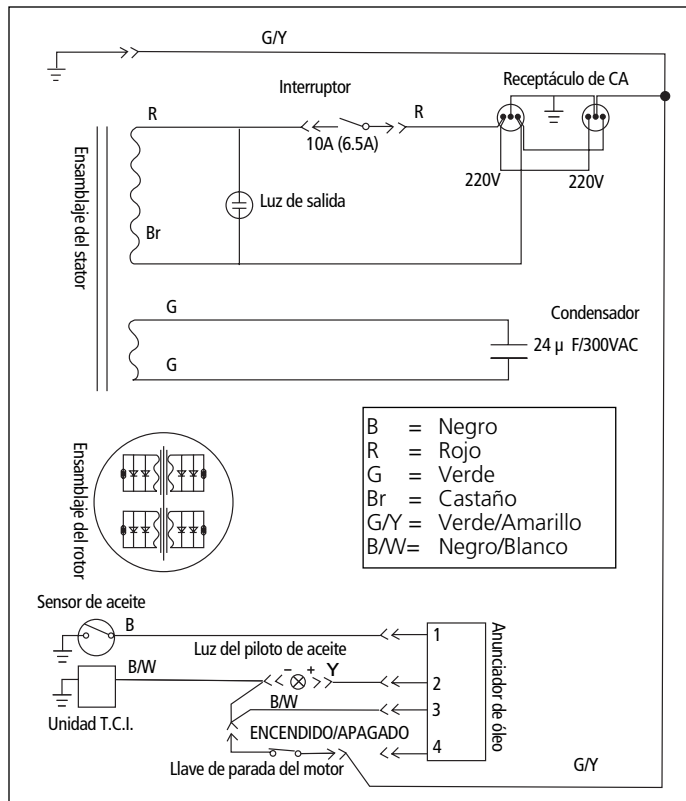 G/Y
Interruptor
Receptáculo de CA
R
R
10A (6.5A)
220V
220V
Ensamblaje del stator
Luz de salida
Br
G
Condensador
24 µ F/300VAC
G
B = Negro
R = Rojo
G = Verde
Br = Castaño
G/Y = Verde/Amarillo
B/W= Negro/Blanco
Ensamblaje del rotor
Sensor de aceite
B
1
Luz del piloto de aceite
Anunciador de óleo
B/W
- + Y
2
Unidad T.C.I.
B/W
3
ENCENDIDO/APAGADO
4
Llave de parada del motor
G/Y